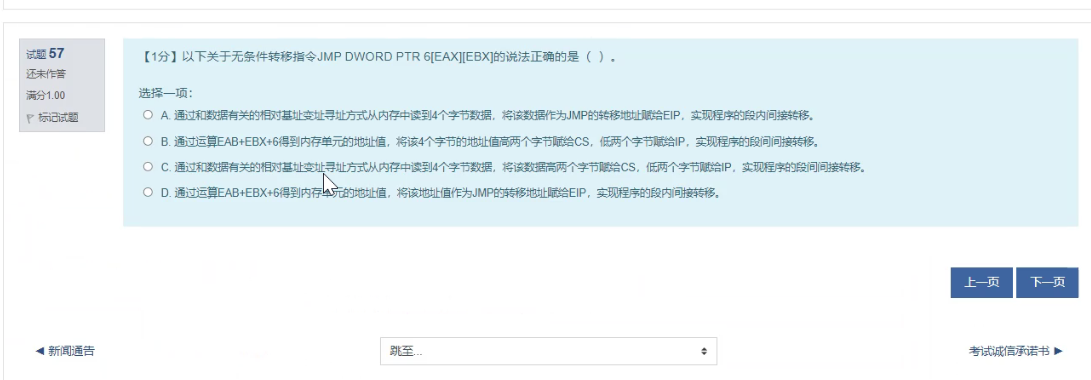 试题 57
还未作答
满分1.00
标记试题
【1分】以下关于无条件转移指令JMP DWORD PTR 6[EAX][EBX]的说法正确的是（ ）。
选择一项：
A. 通过和数据有关的相对基址变址寻址方式从内存中读到4个字节数据，将该数据作为JMP的转移地址赋给EIP，实现程序的段内间接转移。
B. 通过运算EAB+EBX+6得到内存单元的地址值，将该4个字节的地址值高两个字节赋给CS，低两个字节赋给IP，实现程序的段间间接转移。
C. 通过和数据有关的相对基址变址寻址方式从内存中读到4个字节数据，将该数据高两个字节赋给CS，低两个字节赋给IP，实现程序的段间间接转移。
D. 通过运算EAB+EBX+6得到内存单元的地址值，将该地址值作为JMP的转移地址赋给EIP，实现程序的段内间接转移。
上一页 下一页
◀ 新闻通告 跳至... 考试诚信承诺书 ▶